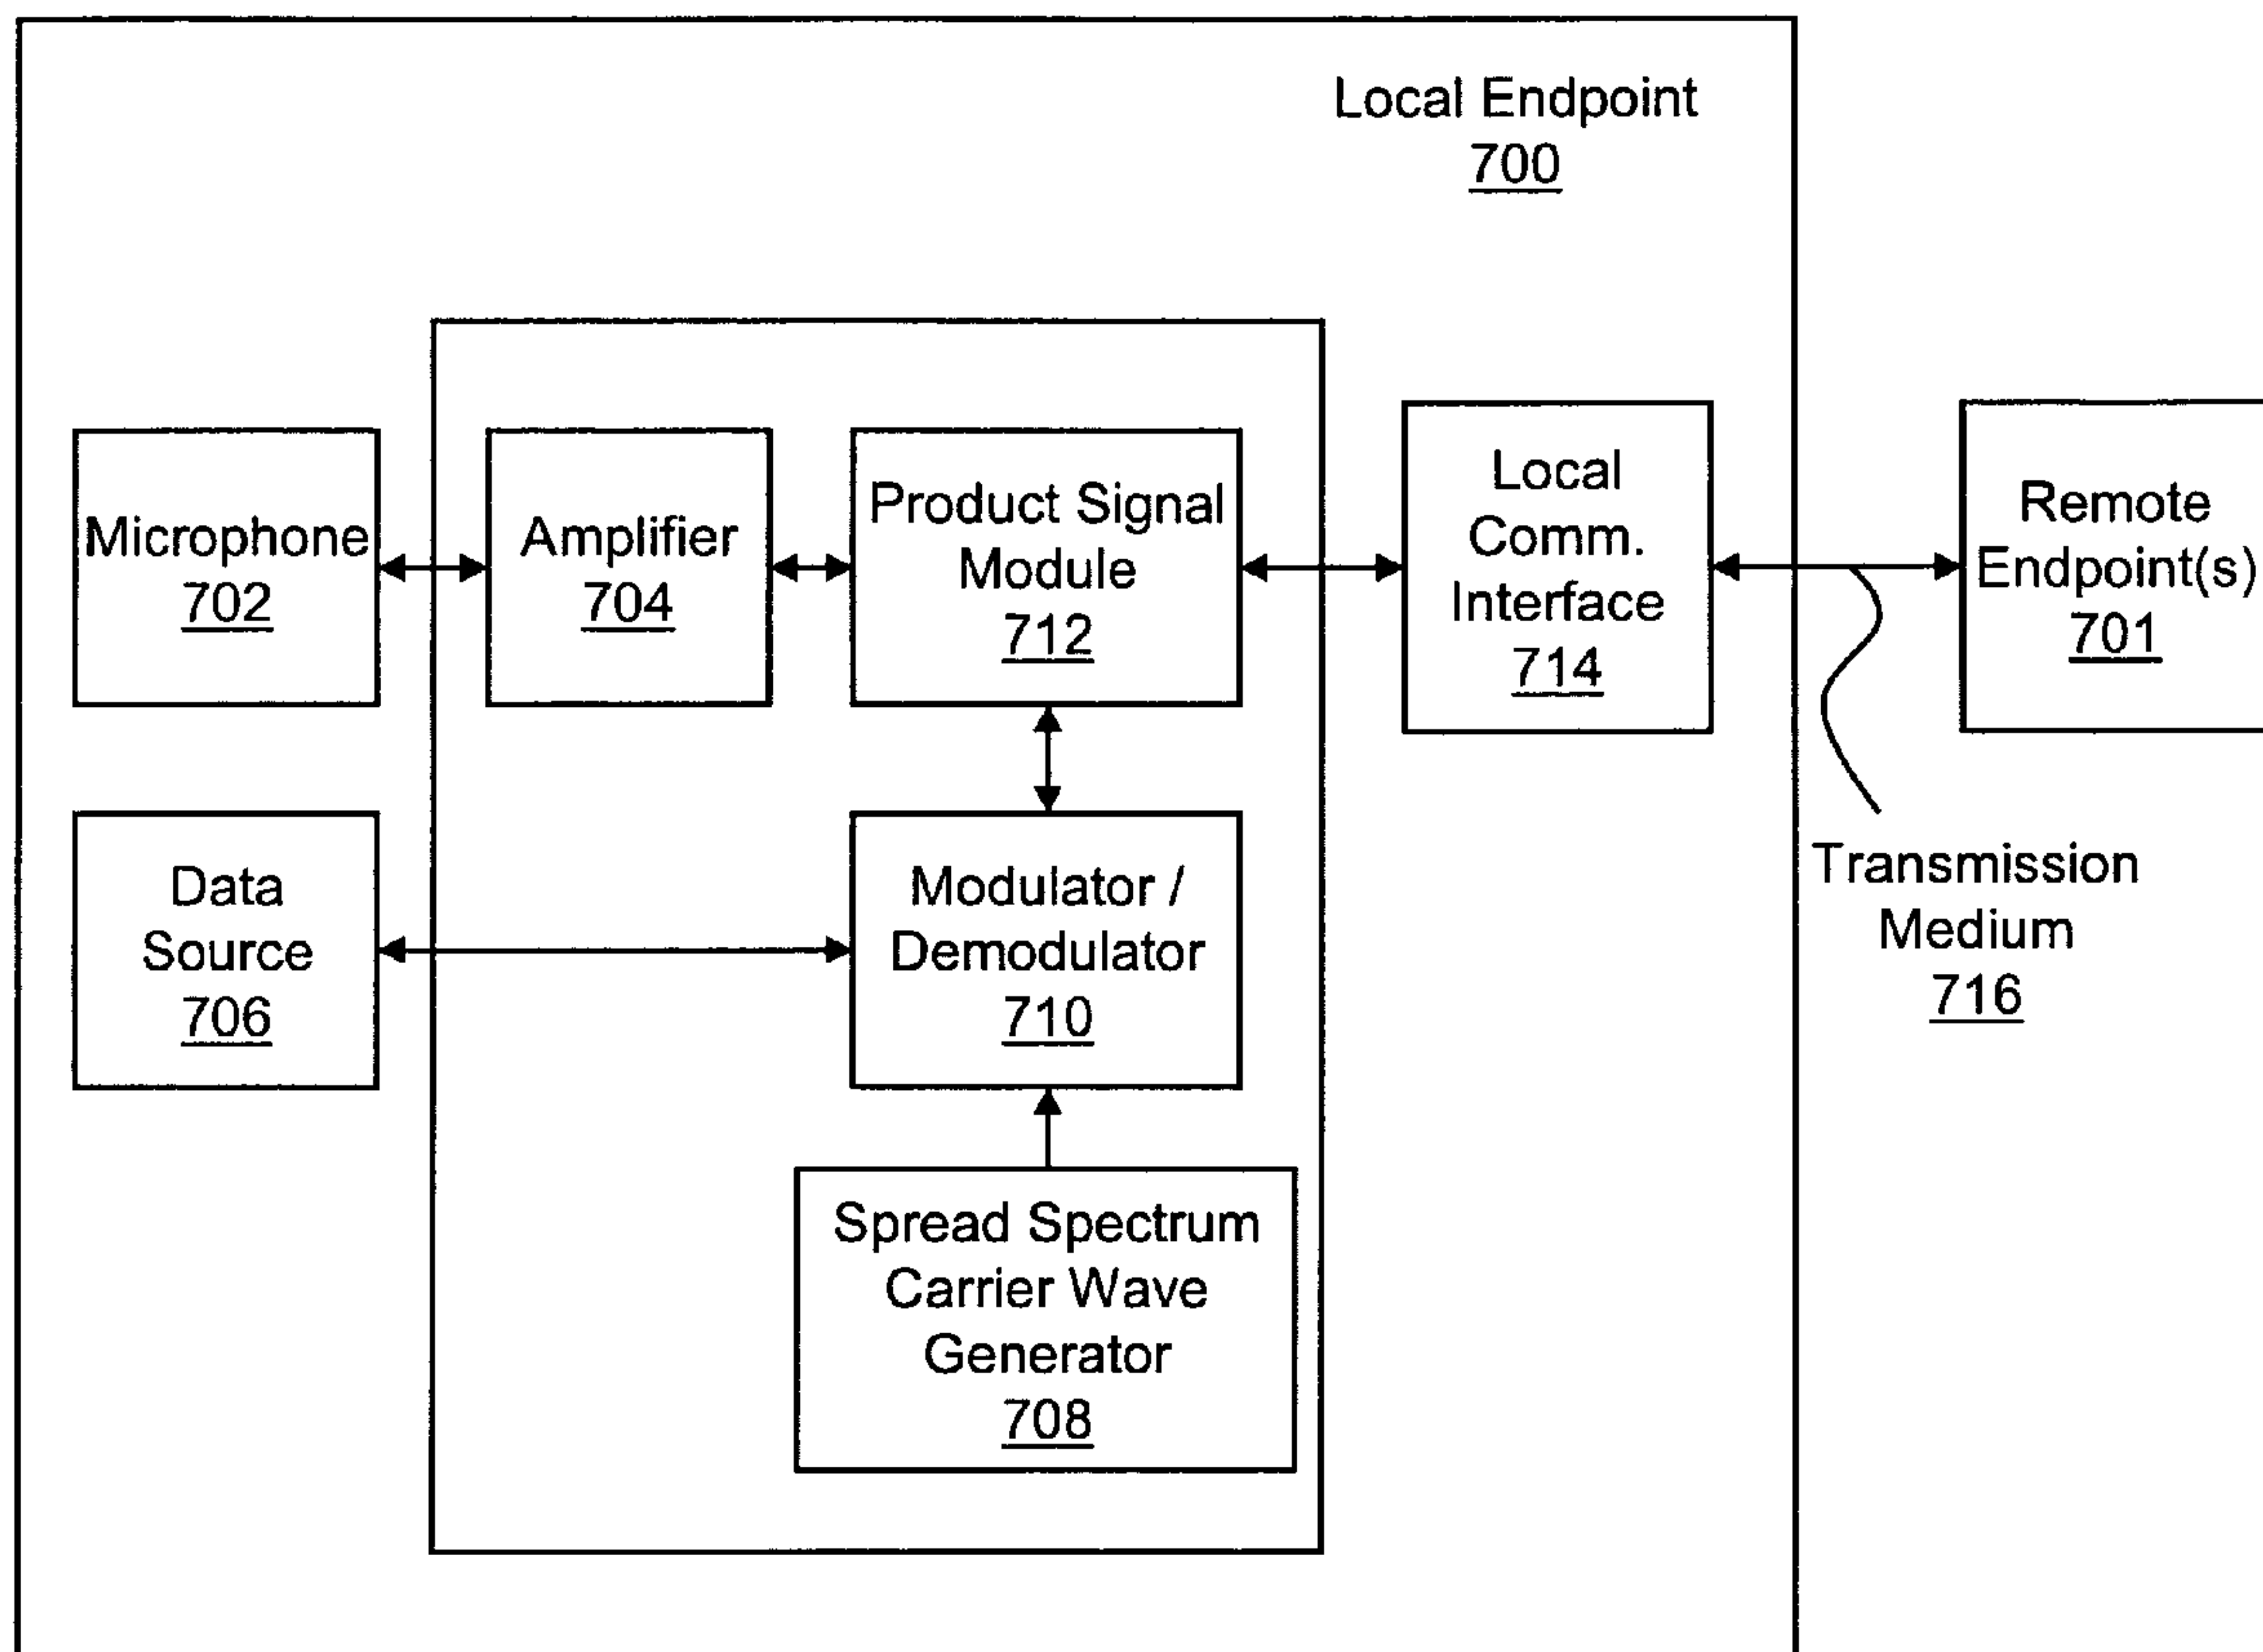 Local Endpoint
700
Microphone
702
Amplifier
704
Product Signal
Module
712
Local
Comm.
Interface
714
Remote
Endpoint(s)
701
Data
Source
706
Modulator /
Demodulator
710
Transmission
Medium
716
Spread Spectrum
Carrier Wave
Generator
708